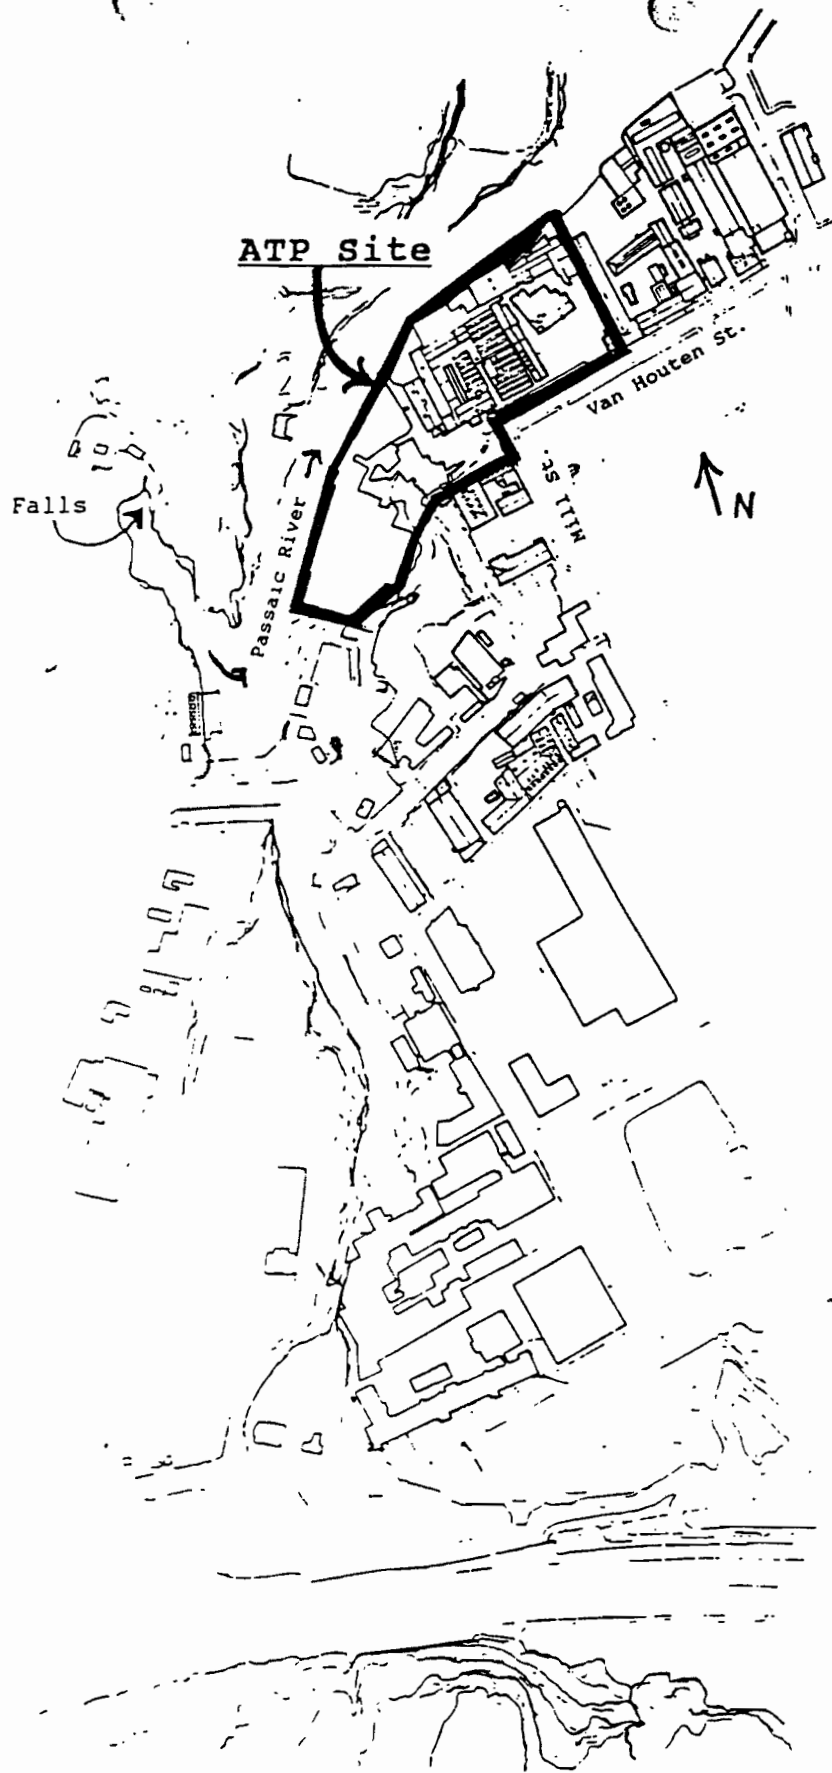 ATP Site
Van Houten St.
Falls
Passaic River
Mill St.
N